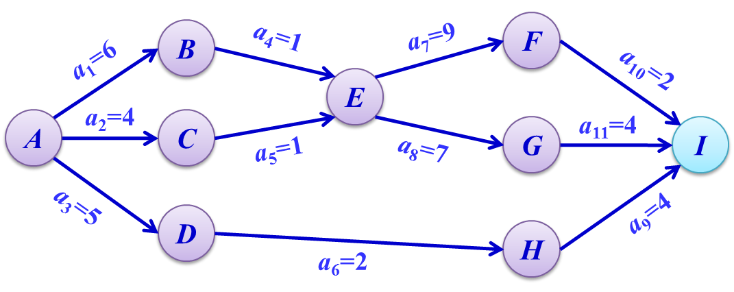 a₁=6
B
a₄=1
a₇=9
F
a₁₀=2
A
a₂=4
C
a₅=1
E
a₈=7
G
a₁₁=4
I
a₃=5
D
a₆=2
H
a₉=4